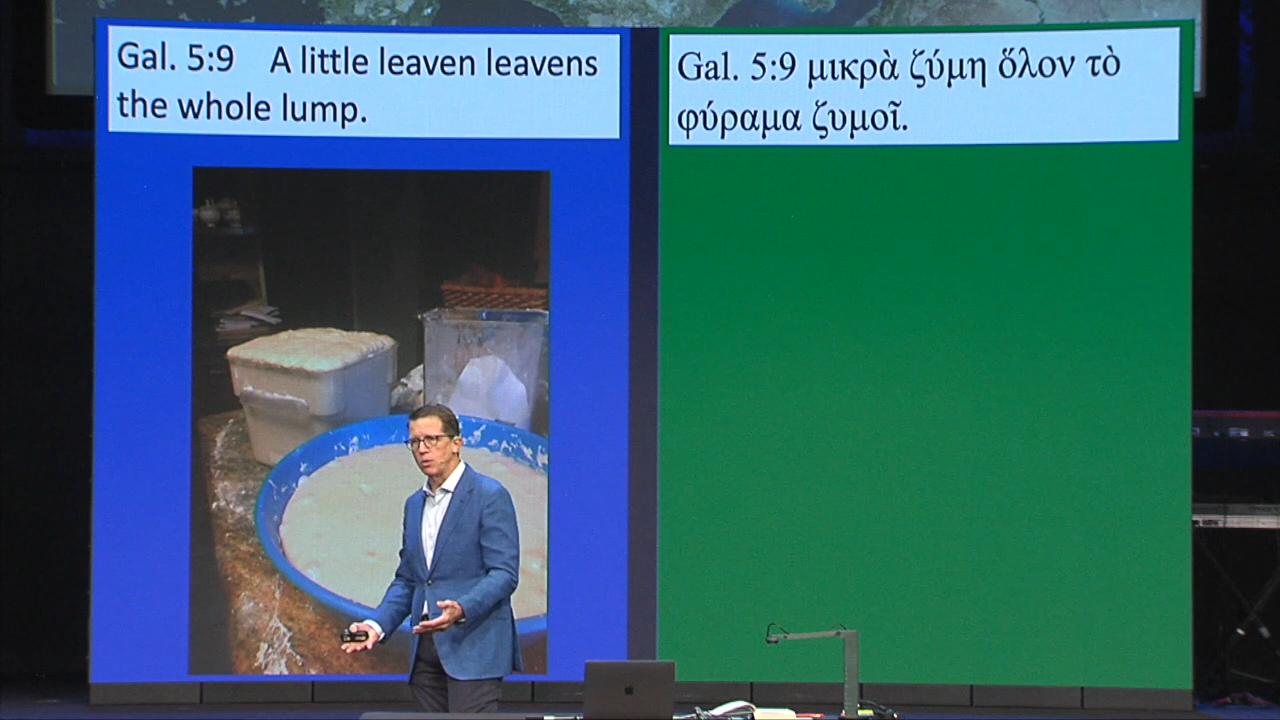 Gal. 5:9 A little leaven leavens
the whole lump.
Gal. 5:9 μικρὰ ζύμη ὅλον τὸ
φύραμα ζυμοῖ.